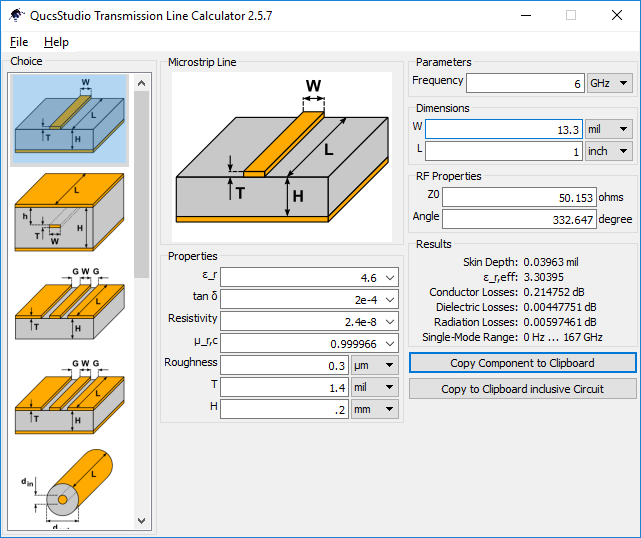 QucsStudio Transmission Line Calculator 2.5.7
File Help
Choice
W
L
T
H
L
h
H
T
W
G W G
L
T
H
G W G
L
T
H
L
d in
Microstrip Line
W
L
T
H
Properties
ε_r 4.6
tan δ 2e-4
Resistivity 2.4e-8
μ_r,c 0.999966
Roughness 0.3 μm
T 1.4 mil
H .2 mm
Parameters
Frequency 6 GHz
Dimensions
W 13.3 mil
L 1 inch
RF Properties
Z0 50.153 ohms
Angle 332.647 degree
Results
Skin Depth: 0.03963 mil
ε_r,eff: 3.30395
Conductor Losses: 0.214752 dB
Dielectric Losses: 0.00447751 dB
Radiation Losses: 0.00597461 dB
Single-Mode Range: 0 Hz ... 167 GHz
Copy Component to Clipboard
Copy to Clipboard inclusive Circuit